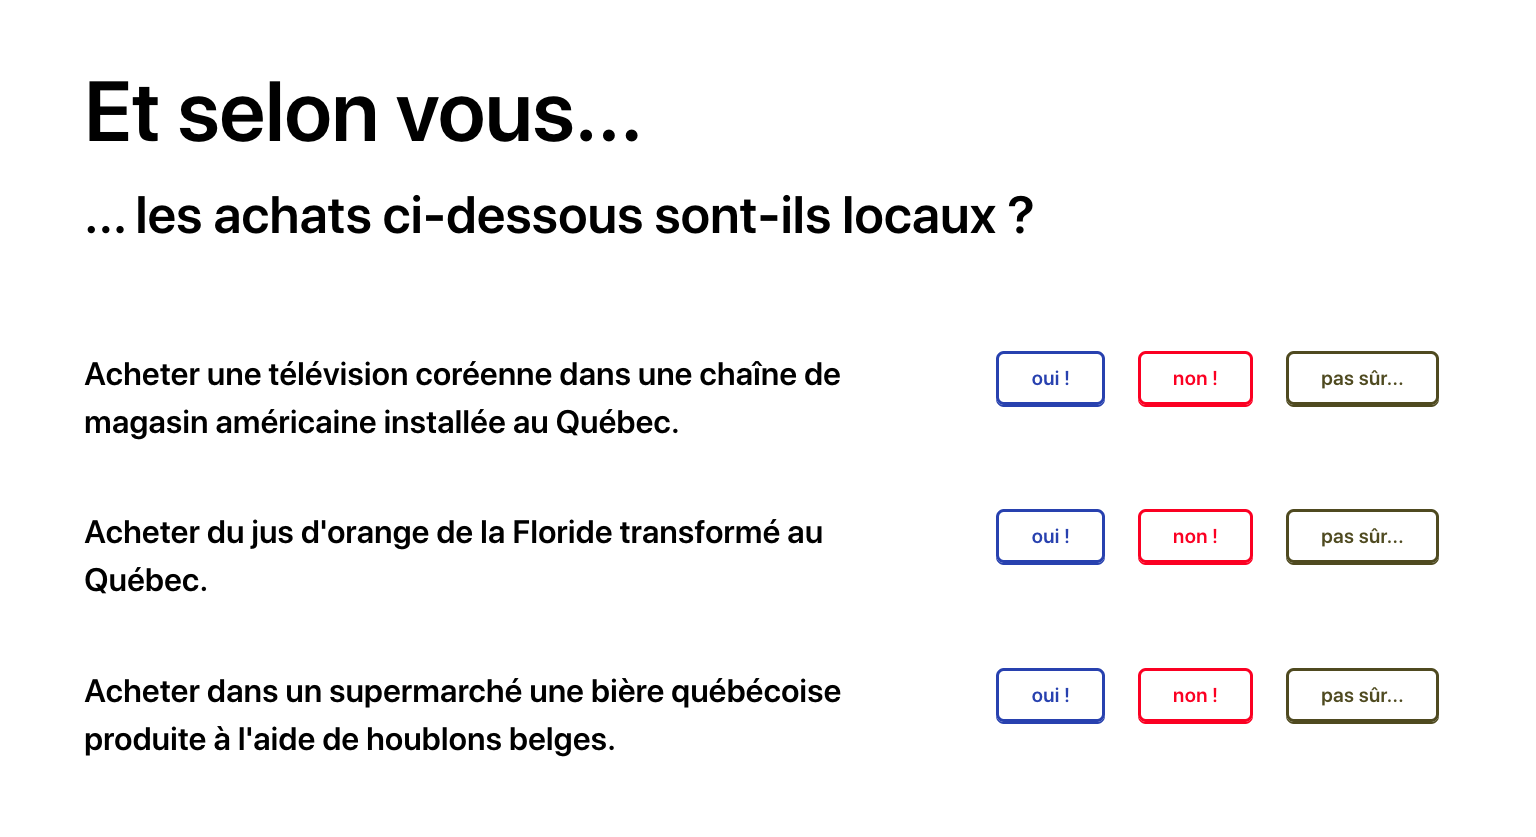 Et selon vous...
... les achats ci-dessous sont-ils locaux ?
Acheter une télévision coréenne dans une chaîne de
magasin américaine installée au Québec.
oui !
non !
pas sûr...
Acheter du jus d'orange de la Floride transformé au
Québec.
oui !
non !
pas sûr...
Acheter dans un supermarché une bière québécoise
produite à l'aide de houblons belges.
oui !
non !
pas sûr...